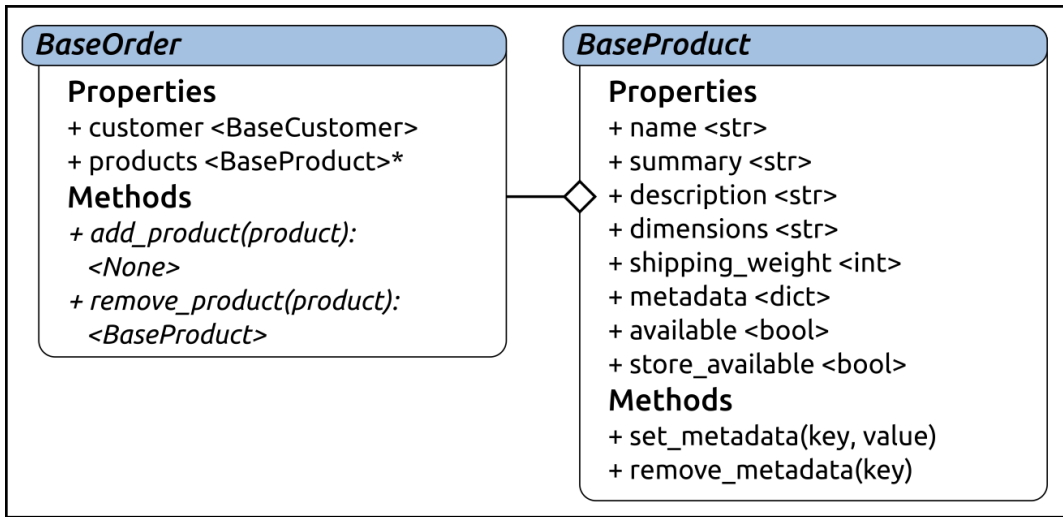 BaseOrder
Properties
+ customer <BaseCustomer>
+ products <BaseProduct>*
Methods
+ add_product(product):
<None>
+ remove_product(product):
<BaseProduct>
BaseProduct
Properties
+ name <str>
+ summary <str>
+ description <str>
+ dimensions <str>
+ shipping_weight <int>
+ metadata <dict>
+ available <bool>
+ store_available <bool>
Methods
+ set_metadata(key, value)
+ remove_metadata(key)